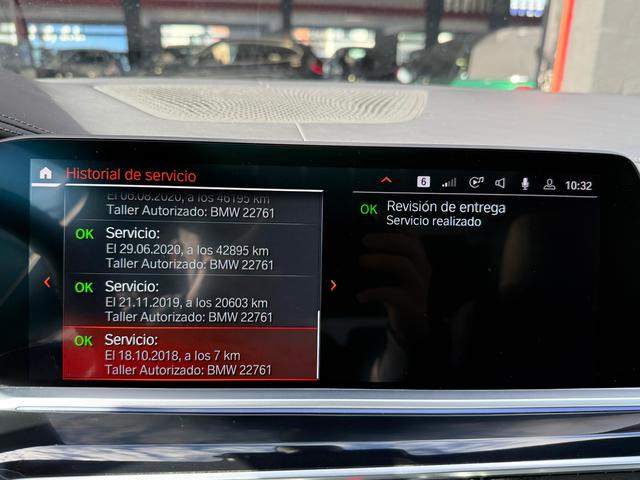 Historial de servicio
6
10:32
El 06.08.2020, a los 46195 km
Taller Autorizado: BMW 22761
OK Servicio:
El 29.06.2020, a los 42895 km
Taller Autorizado: BMW 22761
OK Servicio:
El 21.11.2019, a los 20603 km
Taller Autorizado: BMW 22761
OK Servicio:
El 18.10.2018, a los 7 km
Taller Autorizado: BMW 22761
OK Revisión de entrega
Servicio realizado